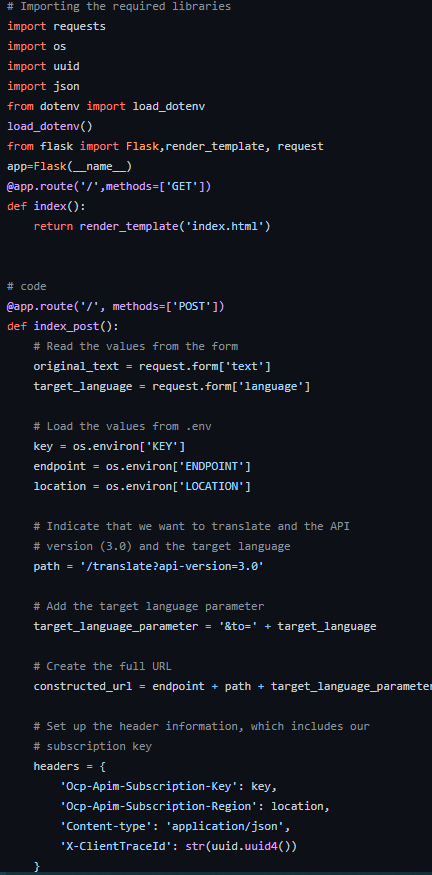 # Importing the required libraries
import requests
import os
import uuid
import json
from dotenv import load_dotenv
load_dotenv()
from flask import Flask,render_template, request
app=Flask(__name__)
@app.route('/',methods=['GET'])
def index():
    return render_template('index.html')
# code
@app.route('/', methods=['POST'])
def index_post():
    # Read the values from the form
    original_text = request.form['text']
    target_language = request.form['language']
    # Load the values from .env
    key = os.environ['KEY']
    endpoint = os.environ['ENDPOINT']
    location = os.environ['LOCATION']
    # Indicate that we want to translate and the API
    # version (3.0) and the target language
    path = '/translate?api-version=3.0'
    # Add the target language parameter
    target_language_parameter = '&to=' + target_language
    # Create the full URL
    constructed_url = endpoint + path + target_language_parameter
    # Set up the header information, which includes our
    # subscription key
    headers = {
        'Ocp-Apim-Subscription-Key': key,
        'Ocp-Apim-Subscription-Region': location,
        'Content-type': 'application/json',
        'X-ClientTraceId': str(uuid.uuid4())
    }